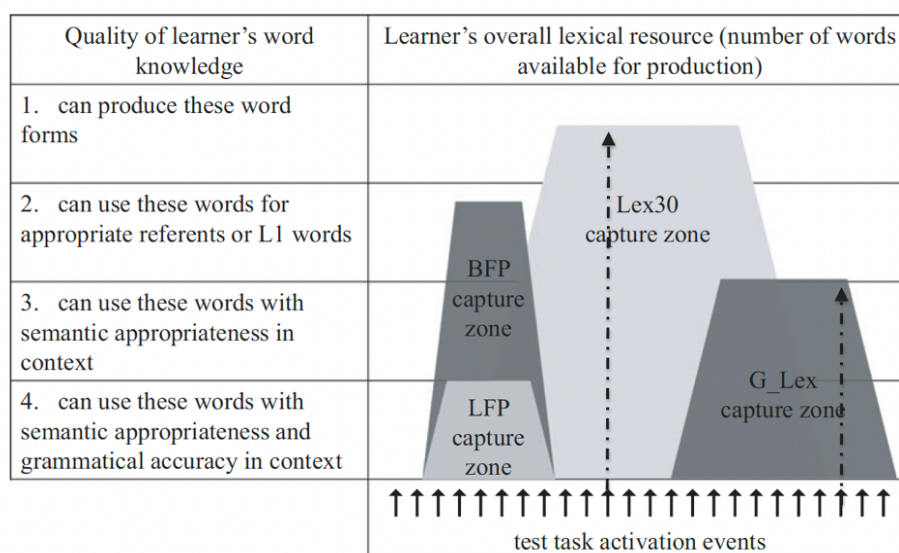 Quality of learner's word
knowledge
Learner's overall lexical resource (number of words
available for production)
1. can produce these word
forms
2. can use these words for
appropriate referents or L1 words
3. can use these words with
semantic appropriateness in
context
4. can use these words with
semantic appropriateness and
grammatical accuracy in context
Lex30
capture zone
BFP
capture
zone
LFP
capture
zone
G_Lex
capture zone
test task activation events